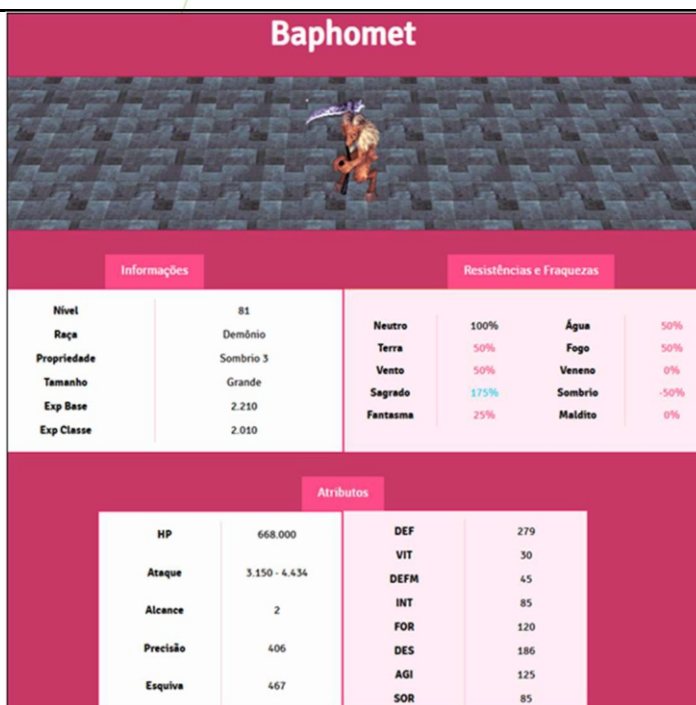 Baphomet
Informações
Nível 81
Raça Demônio
Propriedade Sombrio 3
Tamanho Grande
Exp Base 2.210
Exp Classe 2.010
Resistências e Fraquezas
Neutro 100% Água 50%
Terra 50% Fogo 50%
Vento 50% Veneno 0%
Sagrado 175% Sombrio -50%
Fantasma 25% Maldito 0%
Atributos
HP 668.000
Ataque 3.150 - 4.434
Alcance 2
Precisão 406
Esquiva 467
DEF 279
VIT 30
DEFM 45
INT 85
FOR 120
DES 186
AGI 125
SOR 85